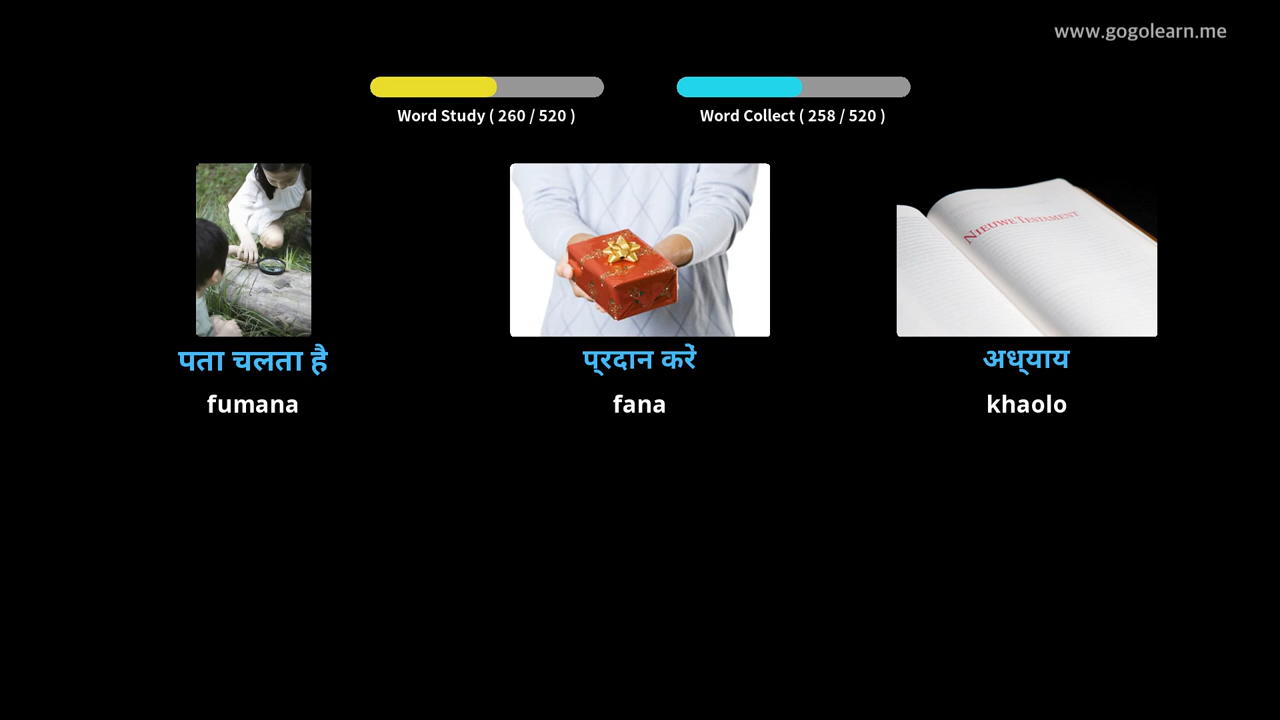 www.gogolearn.me
Word Study ( 260 / 520 )
Word Collect ( 258 / 520 )
NIEUWE TESTAMENT
पता चलता है
प्रदान करें
अध्याय
fumana
fana
khaolo